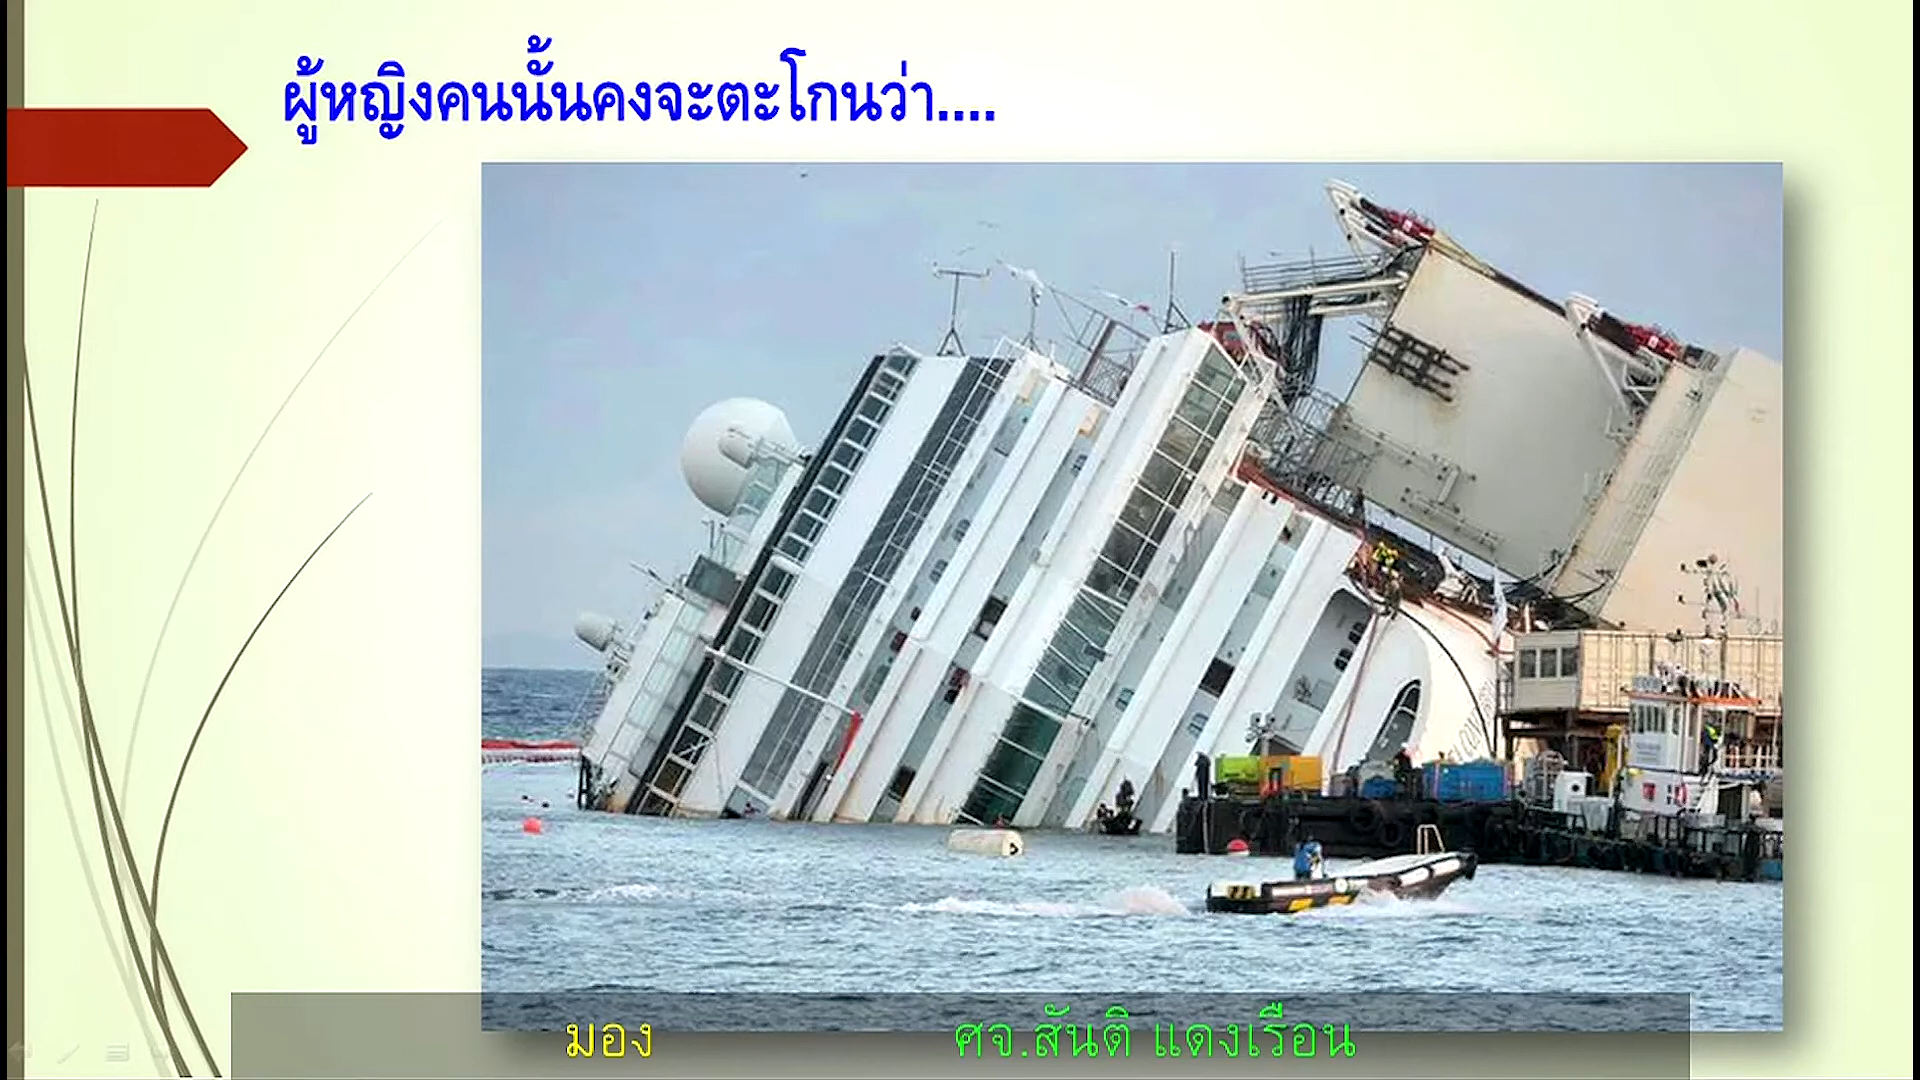 ผู้หญิงคนนั้นคงจะตะโกนว่า....
มอง ศจ.สันติ แดงเรือน